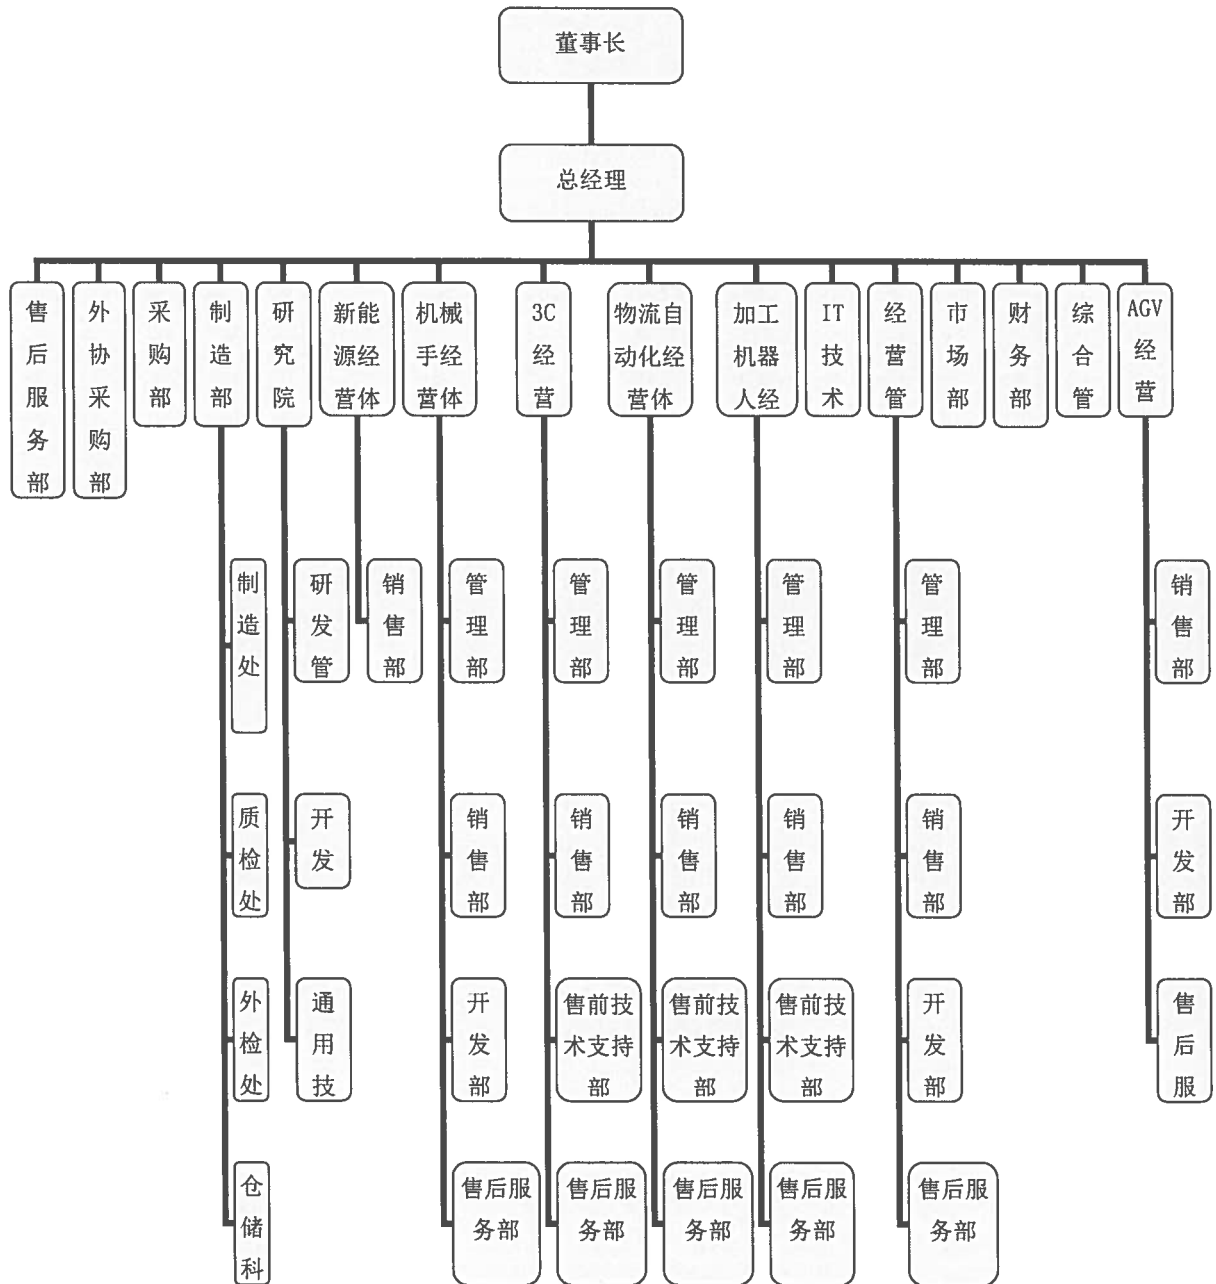 董事长
总经理
售
后
服
务
部
外
协
采
购
部
采
购
部
制
造
部
研
究
院
新能
源经
营体
机械
手经
营体
3C
经
营
物流自
动化经
营体
加工
机器
人经
IT
技
术
经
营
管
市
场
部
财
务
部
综
合
管
AGV
经
营
制
造
处
研
发
管
销
售
部
管
理
部
管
理
部
管
理
部
管
理
部
管
理
部
销
售
部
质
检
处
开
发
销
售
部
销
售
部
销
售
部
销
售
部
销
售
部
开
发
部
外
检
处
通
用
技
开
发
部
售前技
术支持
部
售前技
术支持
部
售前技
术支持
部
开
发
部
售
后
服
仓
储
科
售后服
务部
售后服
务部
售后服
务部
售后服
务部
售后服
务部